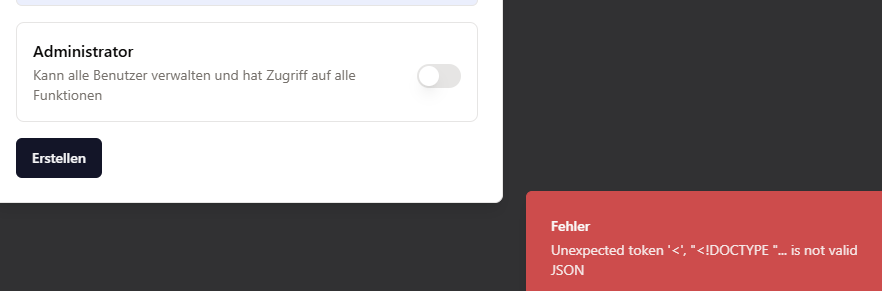 Administrator
Kann alle Benutzer verwalten und hat Zugriff auf alle
Funktionen
Erstellen
Fehler
Unexpected token '<', "<!DOCTYPE "... is not valid
JSON